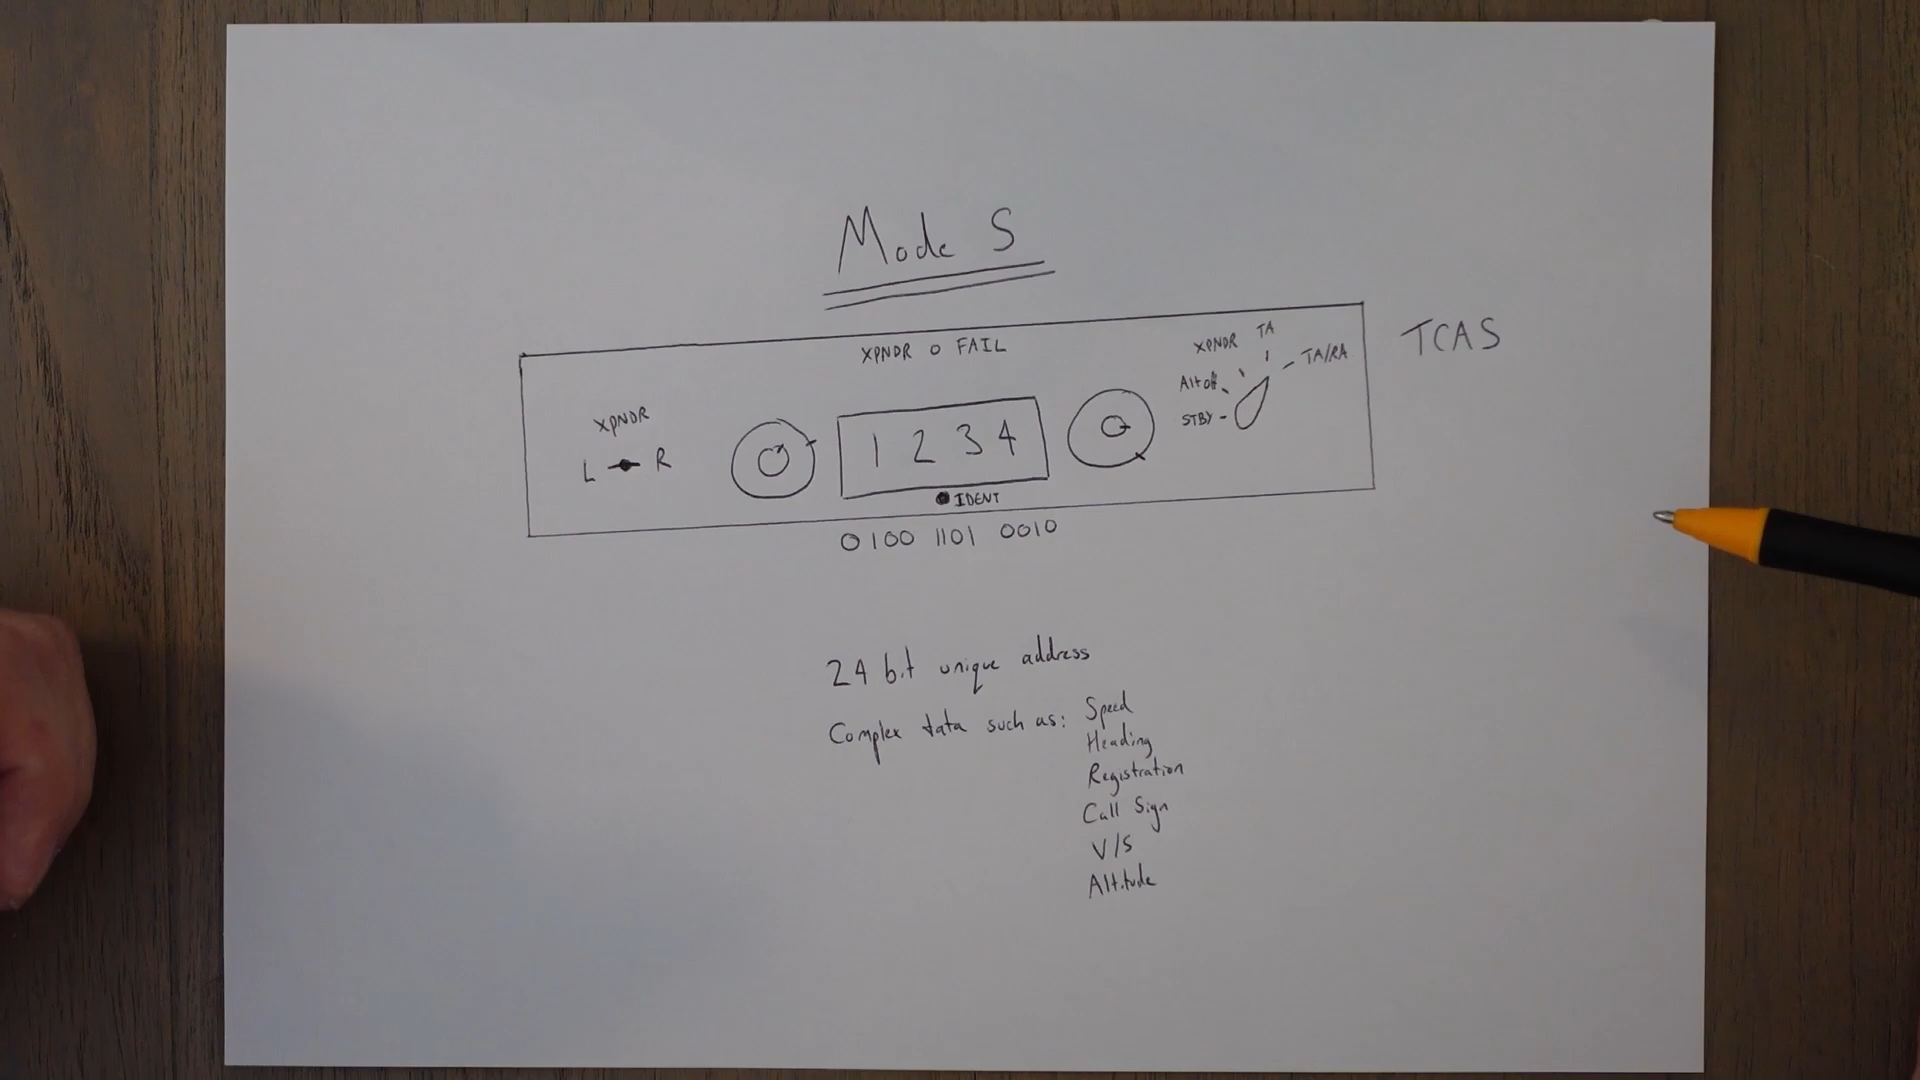 Mode S
XPNDR O FAIL
TCAS
XPNDR
L R
1 2 3 4
IDENT
XPNDR
TA
TA/RA
Alt off
STBY
0100 1101 0010
24 bit unique address
Complex data such as: Speed
Heading
Registration
Call Sign
V/S
Altitude